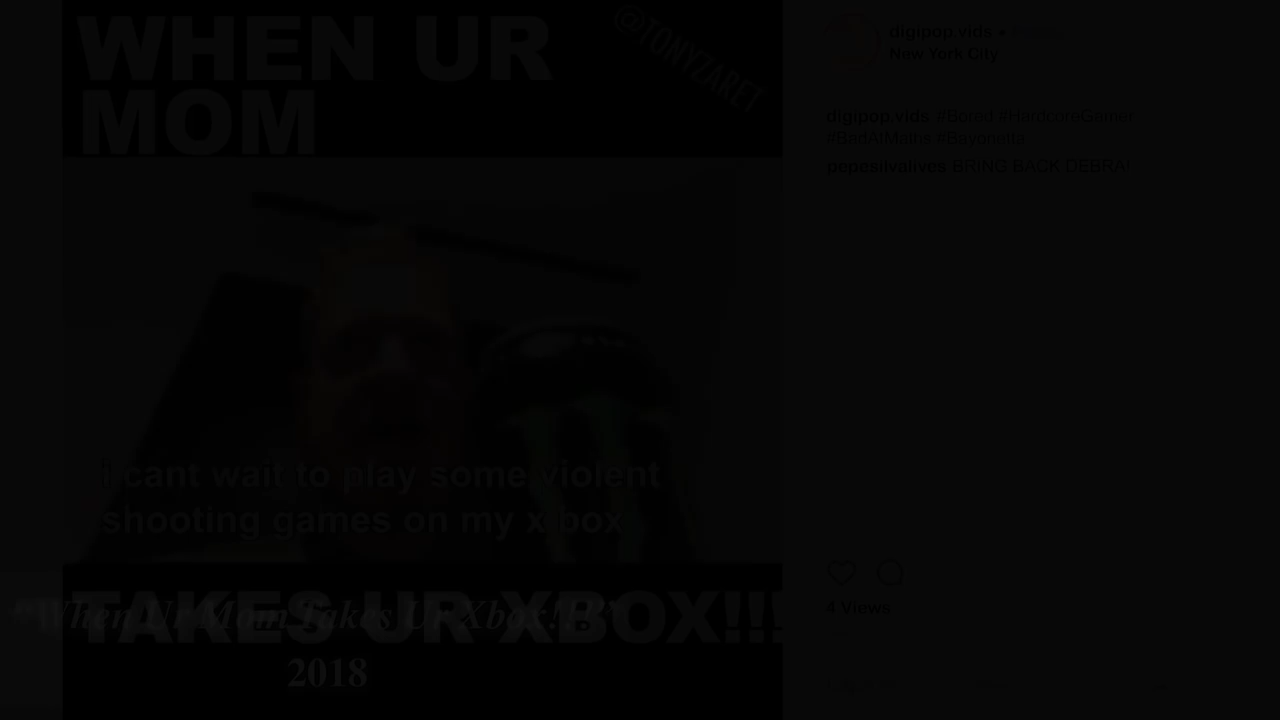 WHEN UR
MOM
@TONYZARET
i cant wait to play some violent
shooting games on my xbox
TAKES UR XBOX!!!
"When Ur Mom Takes Ur Xbox!!!"
2018
digipop.vids •
New York City
digipop.vids #Bored #HardcoreGamer
#BadAtMaths #Bayonetta
pepesilvalives BRING BACK DEBRA!
4 Views